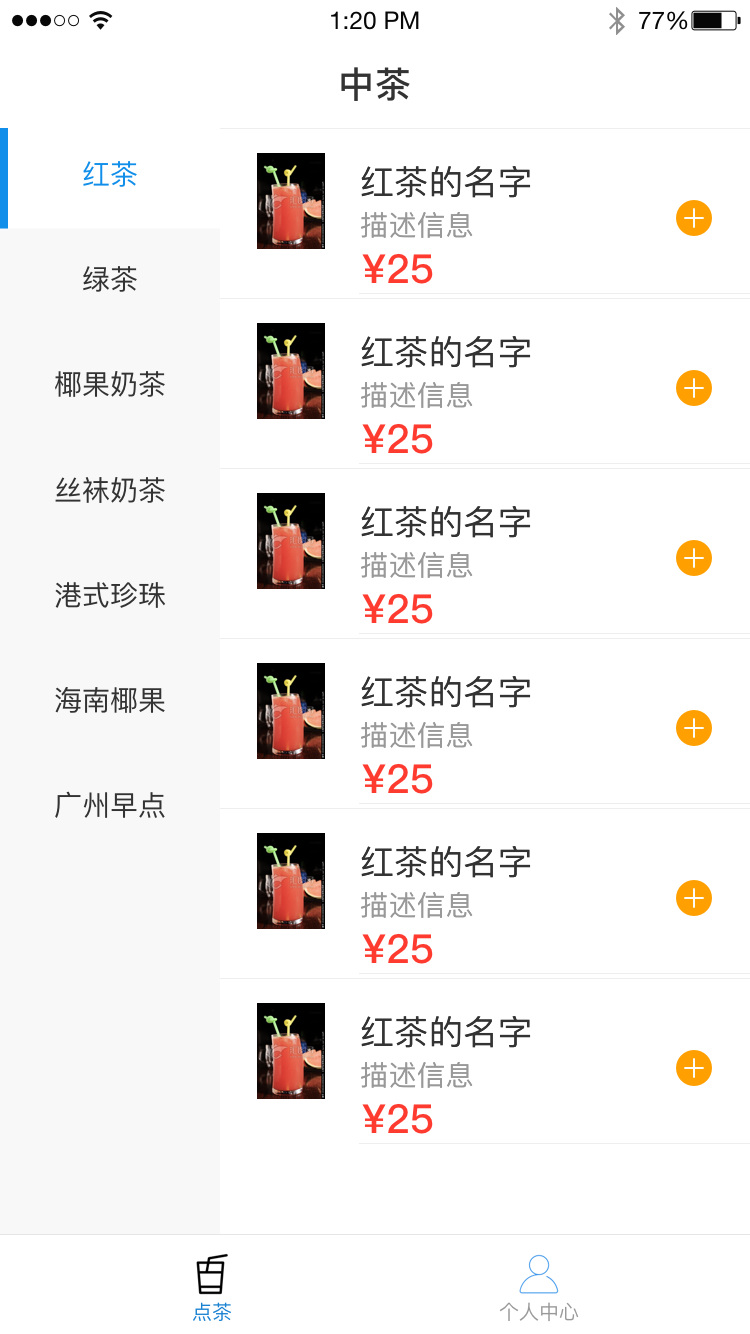 1:20 PM
77%
中茶
红茶
绿茶
椰果奶茶
丝袜奶茶
港式珍珠
海南椰果
广州早点
红茶的名字
描述信息
¥25
红茶的名字
描述信息
¥25
红茶的名字
描述信息
¥25
红茶的名字
描述信息
¥25
红茶的名字
描述信息
¥25
红茶的名字
描述信息
¥25
点茶
个人中心